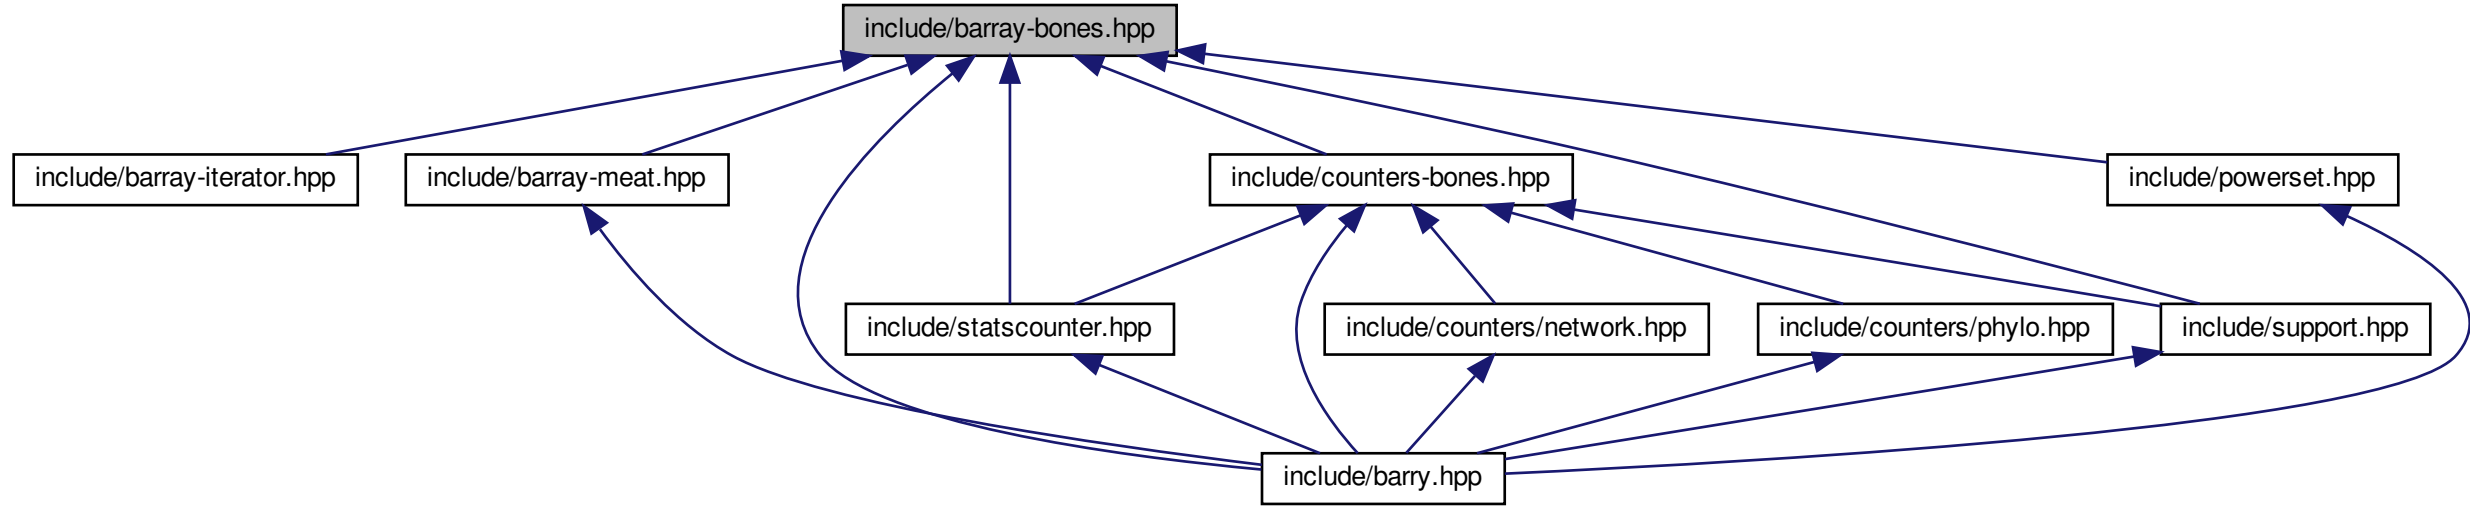 include/barray-bones.hpp
include/barray-iterator.hpp
include/barray-meat.hpp
include/counters-bones.hpp
include/powerset.hpp
include/statscounter.hpp
include/counters/network.hpp
include/counters/phylo.hpp
include/support.hpp
include/barry.hpp